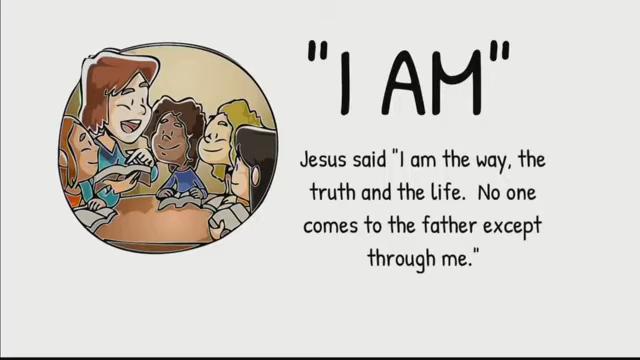 "I AM"
Jesus said "I am the way, the
truth and the life. No one
comes to the father except
through me."